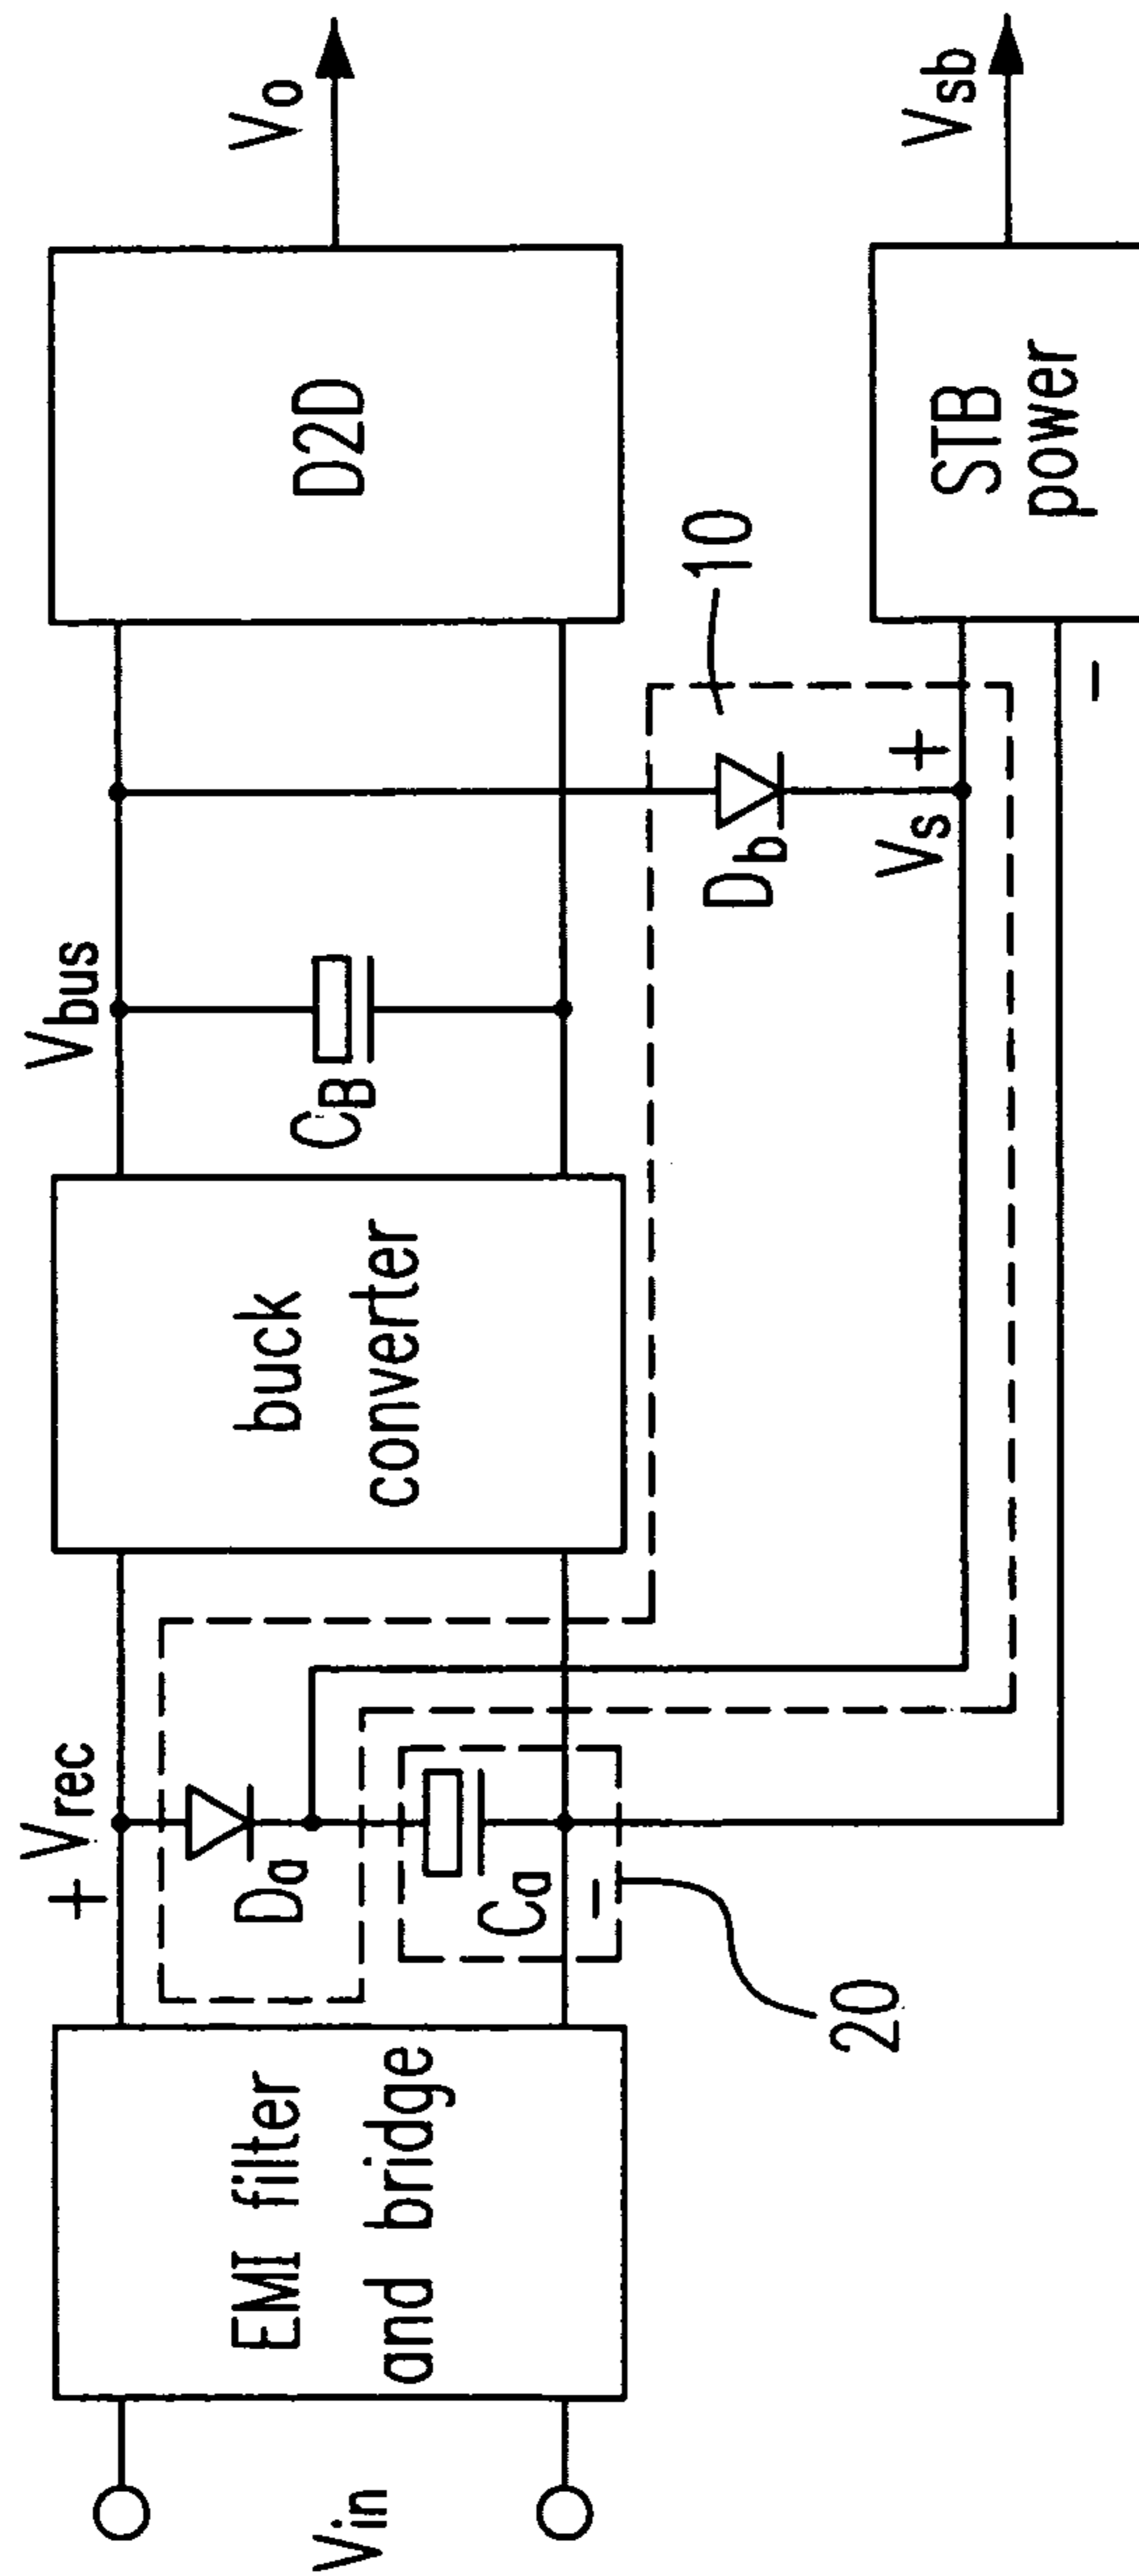 Vin
EMI filter
and bridge
+ Vrec
Da
Ca
-
20
buck
converter
Vbus
CB
Db
10
Vs +
-
D2D
Vo
STB
power
Vsb